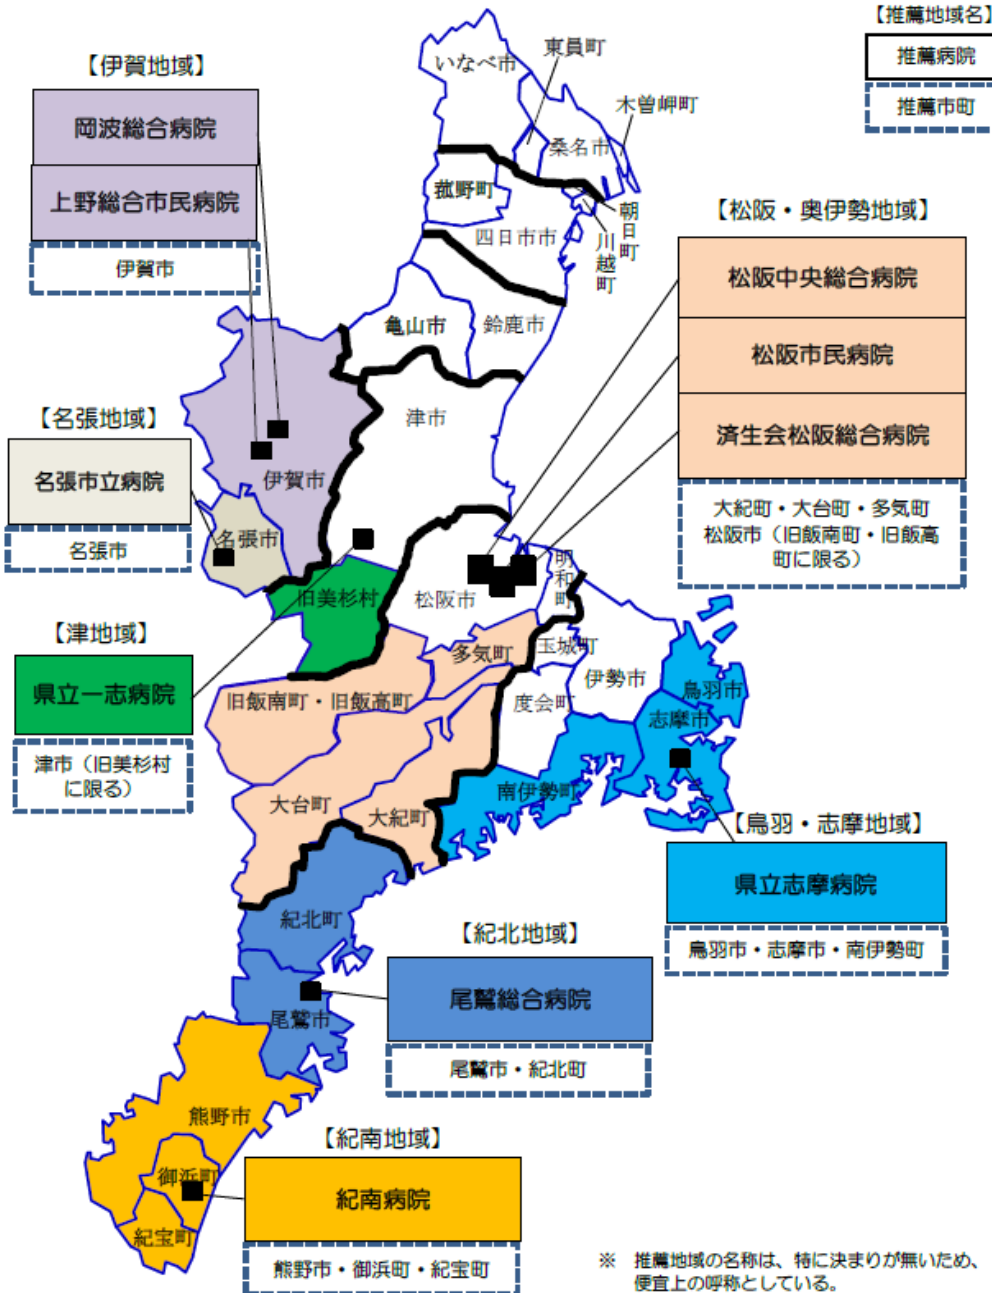 【推薦地域名】
推薦病院
推薦市町
【伊賀地域】
岡波総合病院
上野総合市民病院
伊賀市
いなべ市
東員町
木曽岬町
桑名市
菰野町
四日市市
朝日町
川越町
亀山市
鈴鹿市
【松阪・奥伊勢地域】
松阪中央総合病院
松阪市民病院
済生会松阪総合病院
大紀町・大台町・多気町
松阪市（旧飯南町・旧飯高
町に限る）
【名張地域】
名張市立病院
名張市
津市
伊賀市
名張市
旧美杉村
松阪市
明和町
【津地域】
県立一志病院
津市（旧美杉村
に限る）
多気町
玉城町
伊勢市
度会町
鳥羽市
志摩市
旧飯南町・旧飯高町
大台町
大紀町
南伊勢町
【鳥羽・志摩地域】
県立志摩病院
鳥羽市・志摩市・南伊勢町
紀北町
【紀北地域】
尾鷲総合病院
尾鷲市・紀北町
尾鷲市
熊野市
御浜町
紀宝町
【紀南地域】
紀南病院
熊野市・御浜町・紀宝町
※　推薦地域の名称は、特に決まりが無いため、
便宜上の呼称としている。